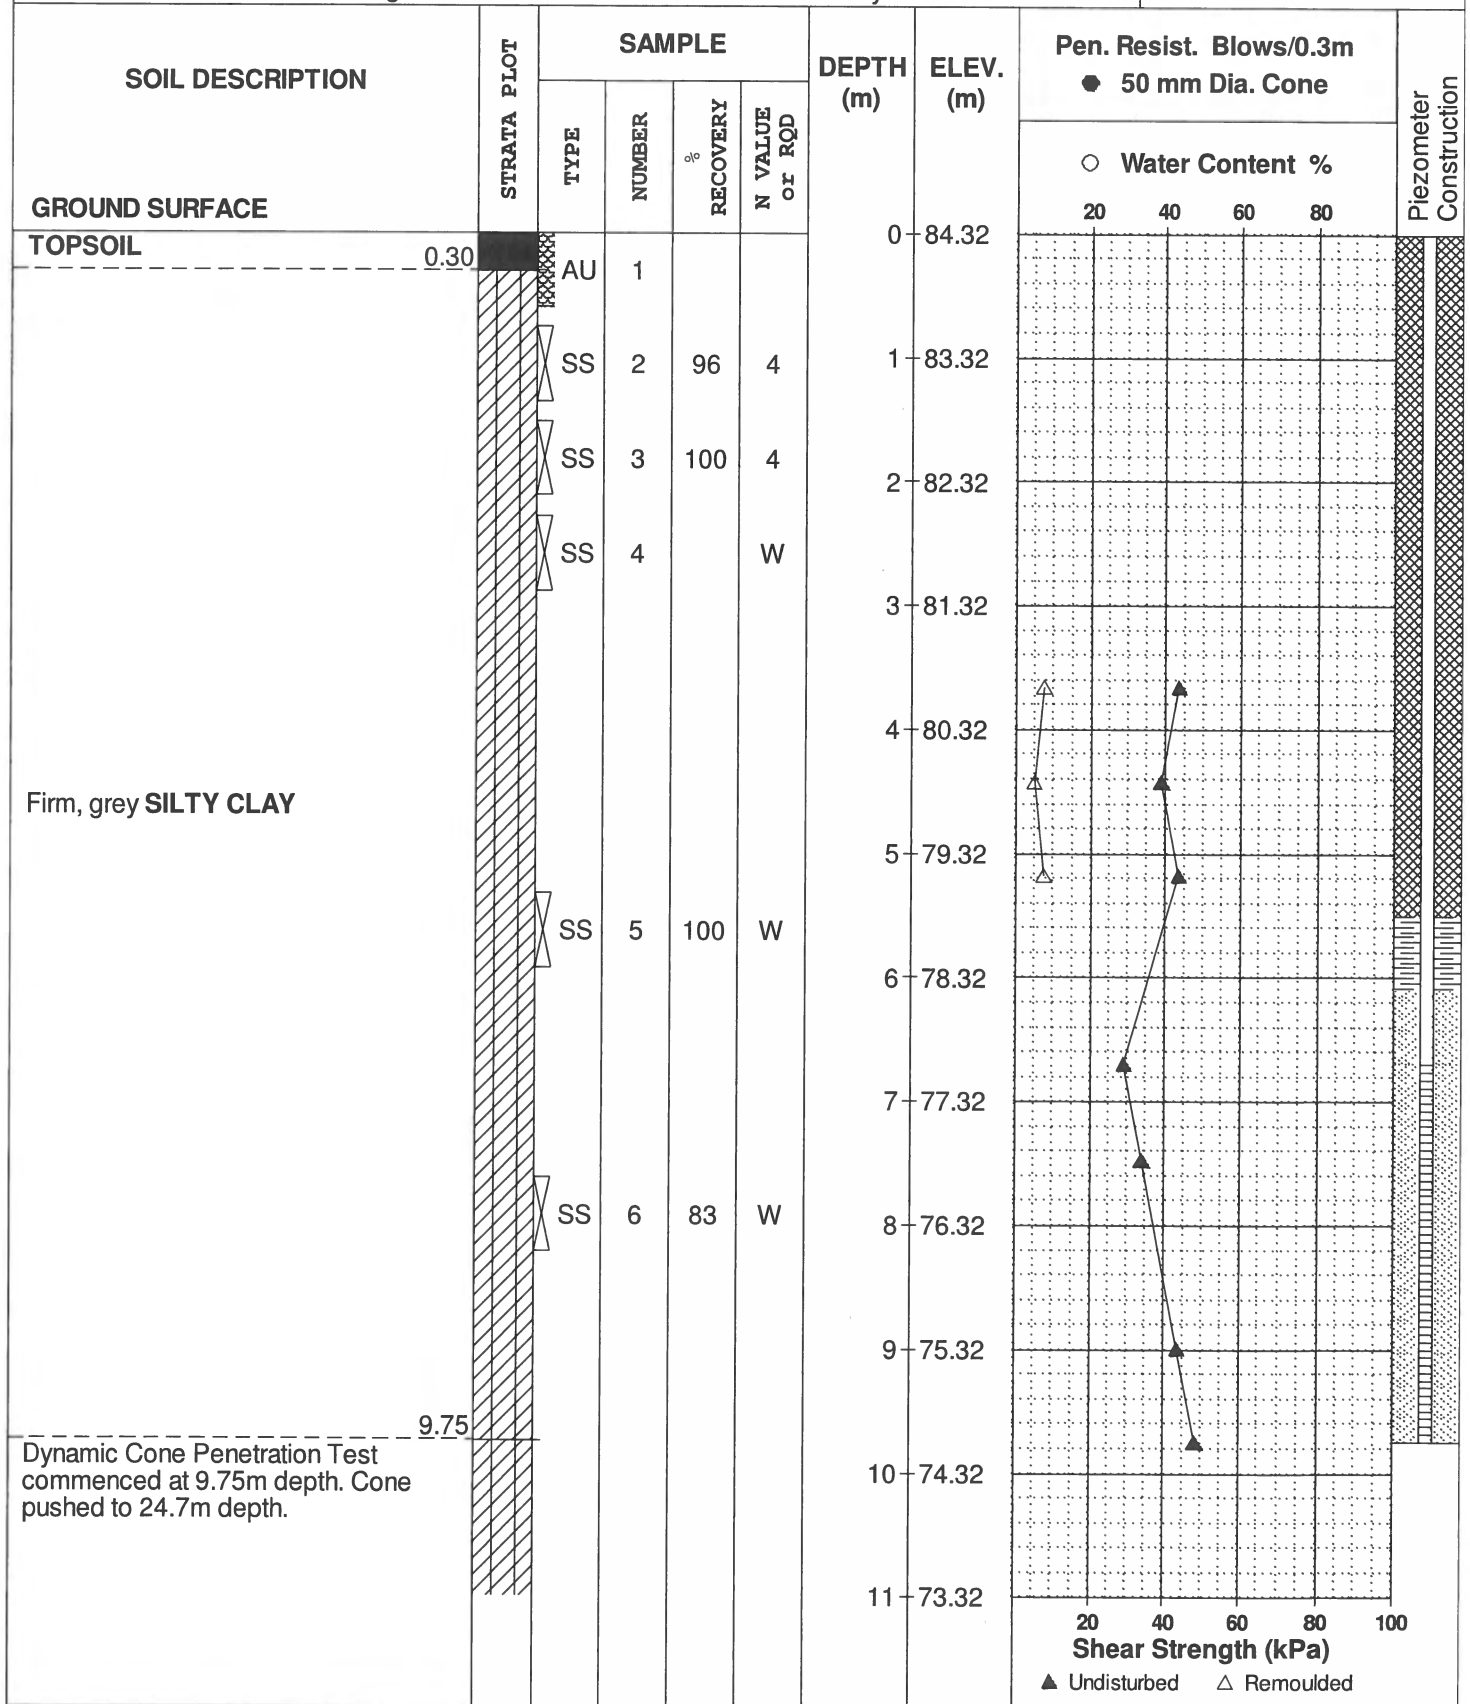 SOIL DESCRIPTION
GROUND SURFACE
STRATA PLOT
SAMPLE
TYPE
NUMBER
%
RECOVERY
N VALUE
or RQD
DEPTH
(m)
ELEV.
(m)
Pen. Resist. Blows/0.3m
● 50 mm Dia. Cone
○ Water Content %
20 40 60 80
Piezometer
Construction
TOPSOIL
0.30
0 84.32
AU 1
SS 2 96 4
1 83.32
SS 3 100 4
2 82.32
SS 4 W
3 81.32
4 80.32
Firm, grey SILTY CLAY
5 79.32
SS 5 100 W
6 78.32
7 77.32
SS 6 83 W
8 76.32
9 75.32
9.75
Dynamic Cone Penetration Test
commenced at 9.75m depth. Cone
pushed to 24.7m depth.
10 74.32
11 73.32
20 40 60 80 100
Shear Strength (kPa)
▲ Undisturbed △ Remoulded